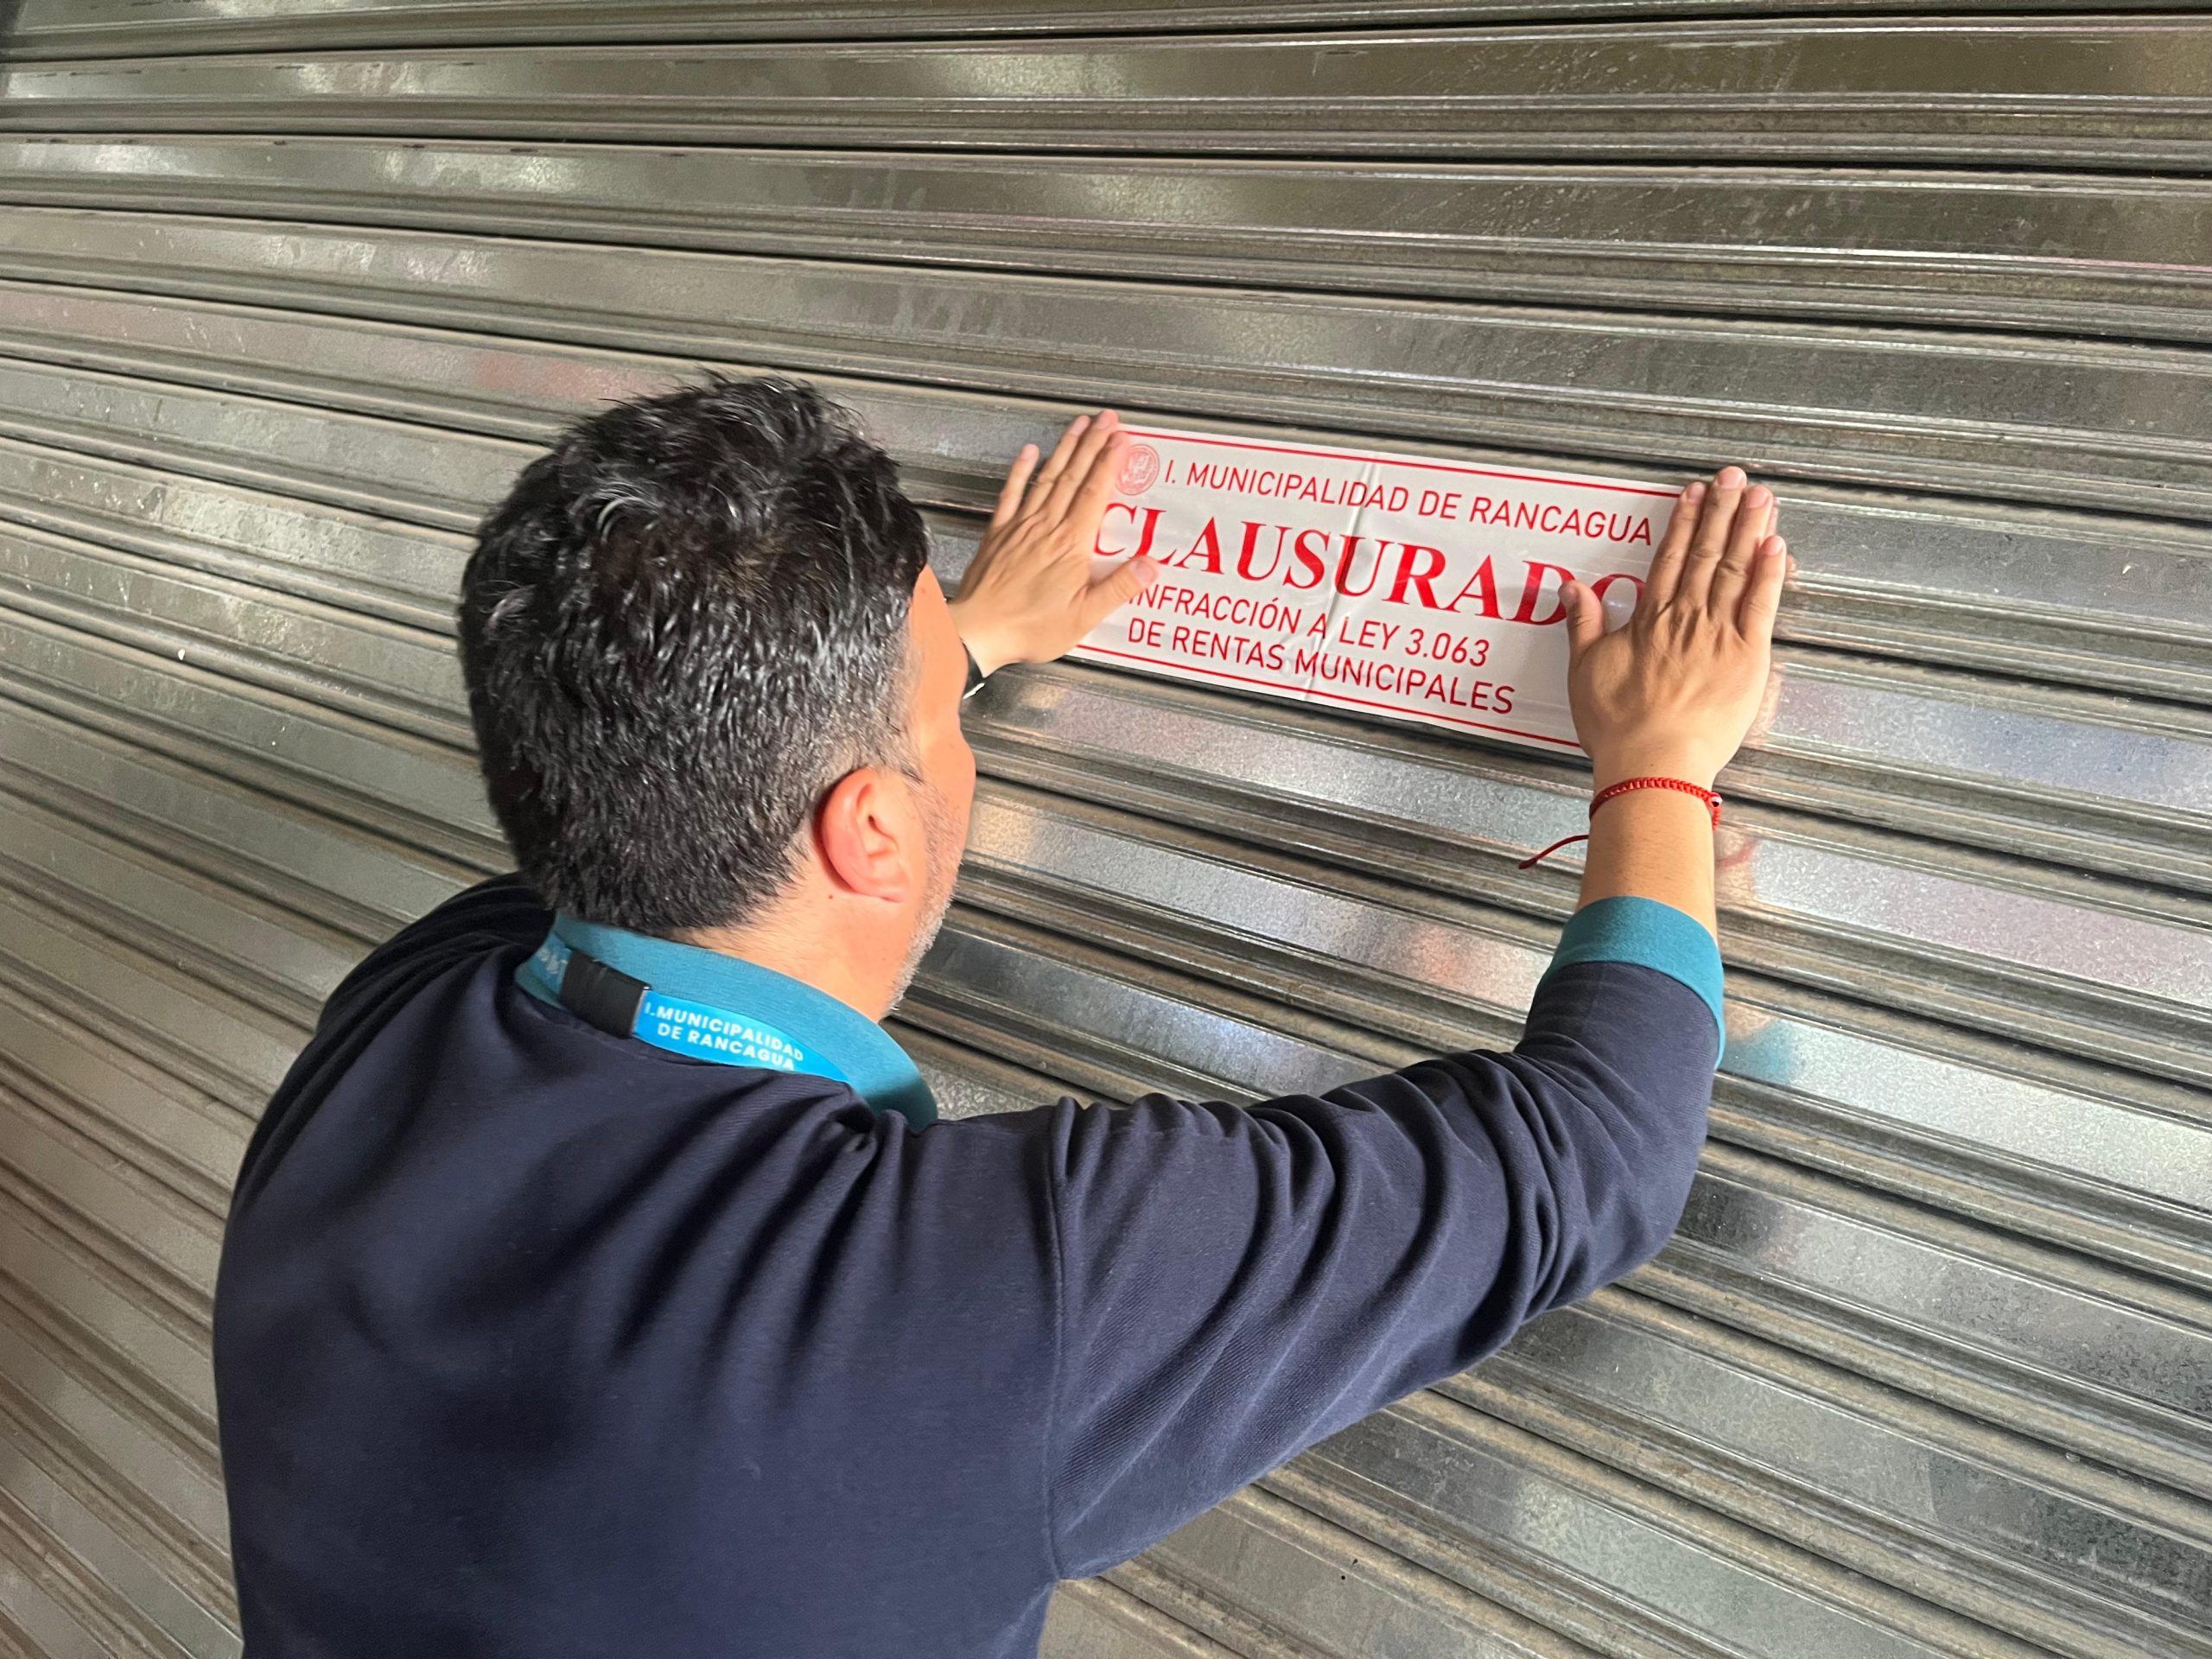 I. MUNICIPALIDAD DE RANCAGUA
CLAUSURADO
INFRACCIÓN A LEY 3.063
DE RENTAS MUNICIPALES
I. MUNICIPALIDAD
DE RANCAGUA